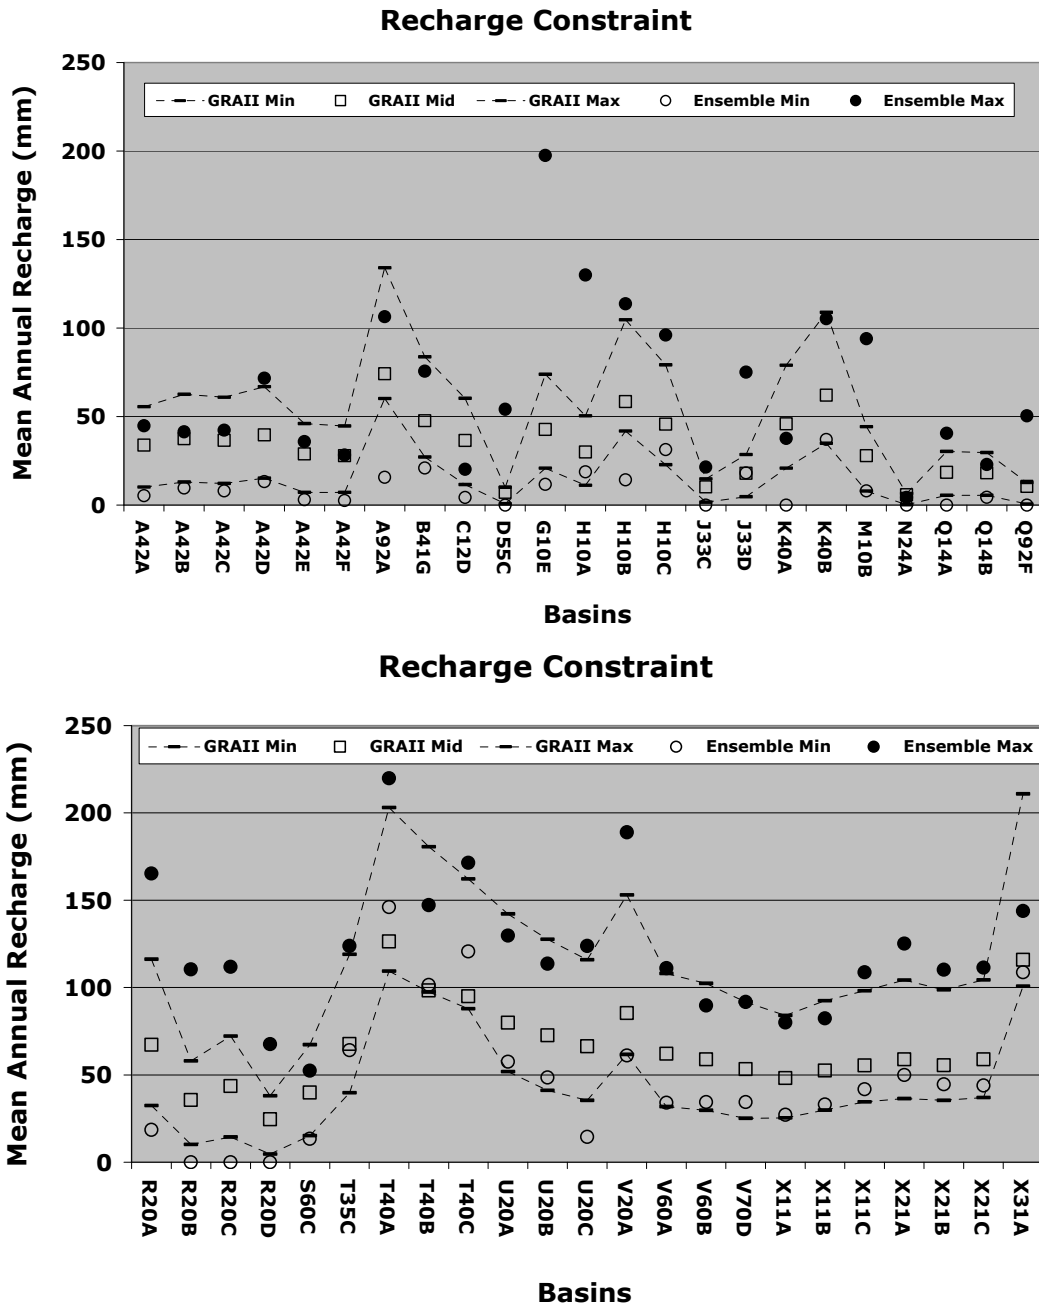 Recharge Constraint
Mean Annual Recharge (mm)
250
200
150
100
50
0
GRAII Min GRAII Mid GRAII Max Ensemble Min Ensemble Max
A42A A42B A42C A42D A42E A42F A92A B41G C12D D55C G10E H10A H10B H10C J33C J33D K40A K40B M10B N24A Q14A Q14B Q92F
Basins
Recharge Constraint
Mean Annual Recharge (mm)
250
200
150
100
50
0
GRAII Min GRAII Mid GRAII Max Ensemble Min Ensemble Max
R20A R20B R20C R20D S60C T35C T40A T40B T40C U20A U20B U20C V20A V60A V60B V70D X11A X11B X11C X21A X21B X21C X31A
Basins